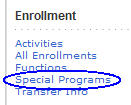 Enrollment
Activities
All Enrollments
Functions
Special Programs
Transfer Info